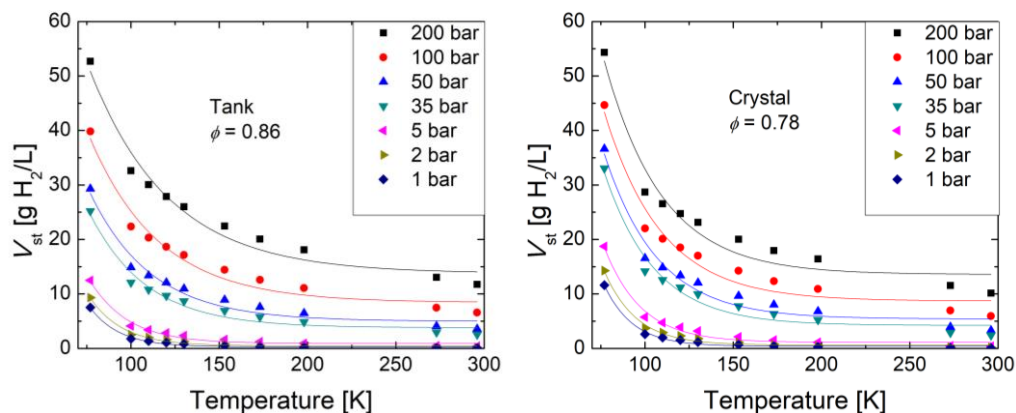 60
50
40
30
20
10
0
V_st [g H₂/L]
Tank
ϕ = 0.86
200 bar
100 bar
50 bar
35 bar
5 bar
2 bar
1 bar
100 150 200 250 300
Temperature [K]
60
50
40
30
20
10
0
V_st [g H₂/L]
Crystal
ϕ = 0.78
200 bar
100 bar
50 bar
35 bar
5 bar
2 bar
1 bar
100 150 200 250 300
Temperature [K]